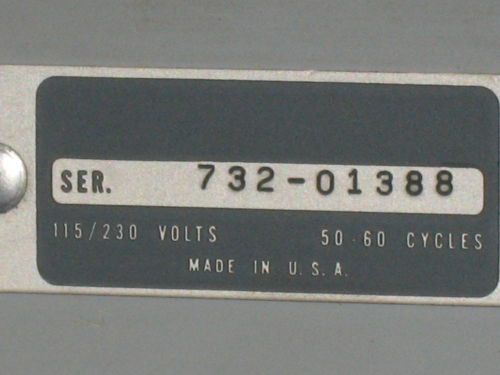 SER. 732-01388
115/230 VOLTS 50-60 CYCLES
MADE IN U.S.A.